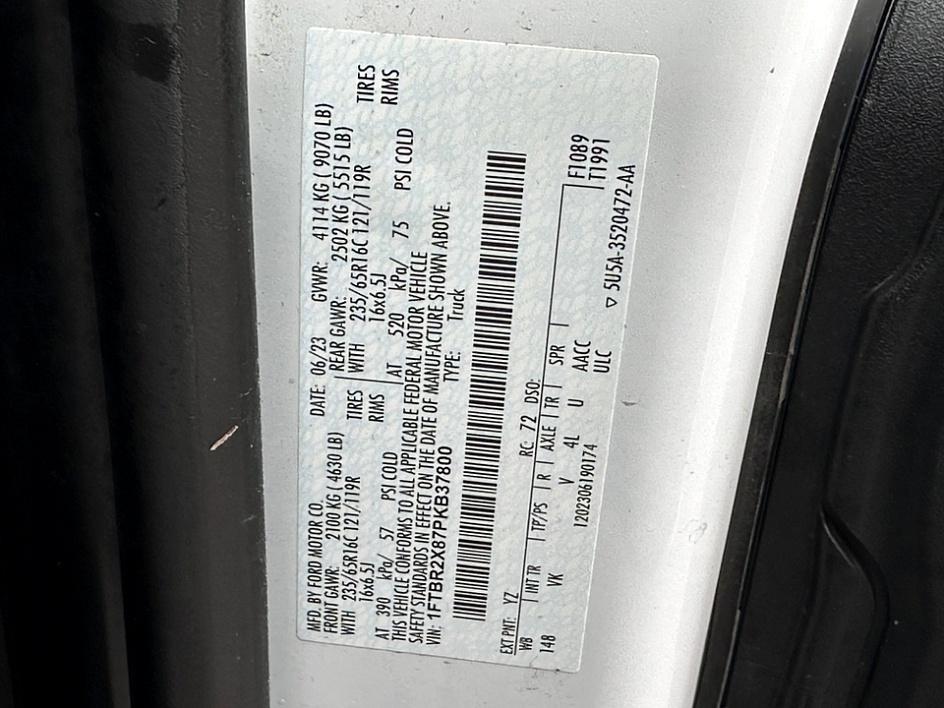 MFD. BY FORD MOTOR CO. DATE: 06/23 GVWR: 4114 KG ( 9070 LB)
FRONT GAWR: 2100 KG ( 4630 LB) REAR GAWR: 2502 KG ( 5515 LB)
WITH 235/65R16C 121/119R TIRES WITH 235/65R16C 121/119R TIRES
16x6.5J RIMS 16x6.5J RIMS
AT 390 kPa/ 57 PSI COLD AT 520 kPa/ 75 PSI COLD
THIS VEHICLE CONFORMS TO ALL APPLICABLE FEDERAL MOTOR VEHICLE
SAFETY STANDARDS IN EFFECT ON THE DATE OF MANUFACTURE SHOWN ABOVE.
VIN: 1FTBR2X87PKB37800 TYPE: Truck
EXT PNT: YZ RC: 72 DSO:
WB INT TR TP/PS R AXLE TR SPR F1089
148 VK V 4L U AACC T1991
1202306190174 ULC ▽ 5U5A-3520472-AA